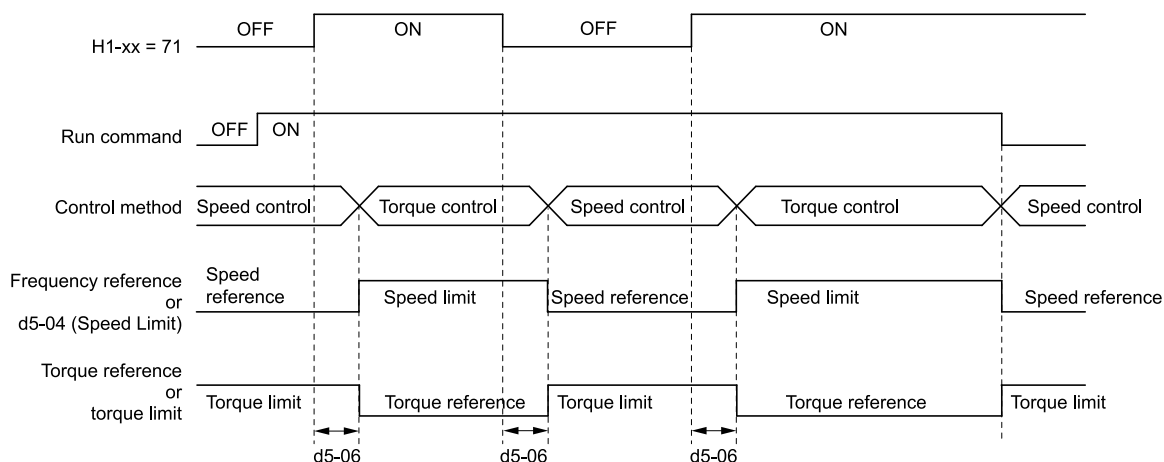 OFF ON OFF ON
H1-xx = 71
Run command OFF ON
Control method Speed control Torque control Speed control Torque control Speed control
Frequency reference
or
d5-04 (Speed Limit)
Speed
reference Speed limit Speed reference Speed limit Speed reference
Torque reference
or
torque limit
Torque limit Torque reference Torque limit Torque reference Torque limit
d5-06 d5-06 d5-06